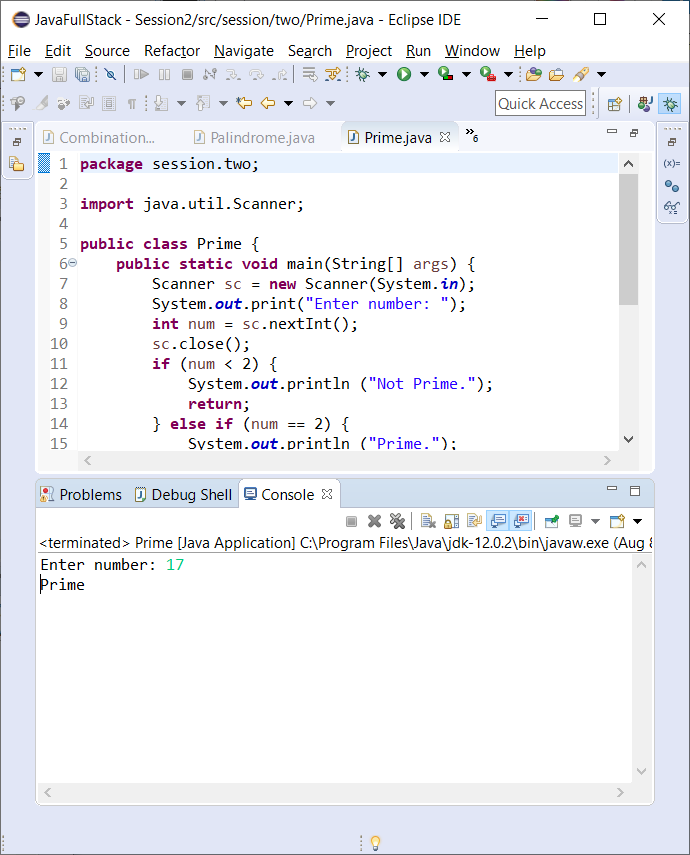 JavaFullStack - Session2/src/session/two/Prime.java - Eclipse IDE
File Edit Source Refactor Navigate Search Project Run Window Help
Quick Access
Combination... Palindrome.java Prime.java »6
1 package session.two;
2
3 import java.util.Scanner;
4
5 public class Prime {
6 public static void main(String[] args) {
7 Scanner sc = new Scanner(System.in);
8 System.out.print("Enter number: ");
9 int num = sc.nextInt();
10 sc.close();
11 if (num < 2) {
12 System.out.println ("Not Prime.");
13 return;
14 } else if (num == 2) {
15 System.out.println ("Prime.");
Problems Debug Shell Console
<terminated> Prime [Java Application] C:\Program Files\Java\jdk-12.0.2\bin\javaw.exe (Aug 8
Enter number: 17
Prime